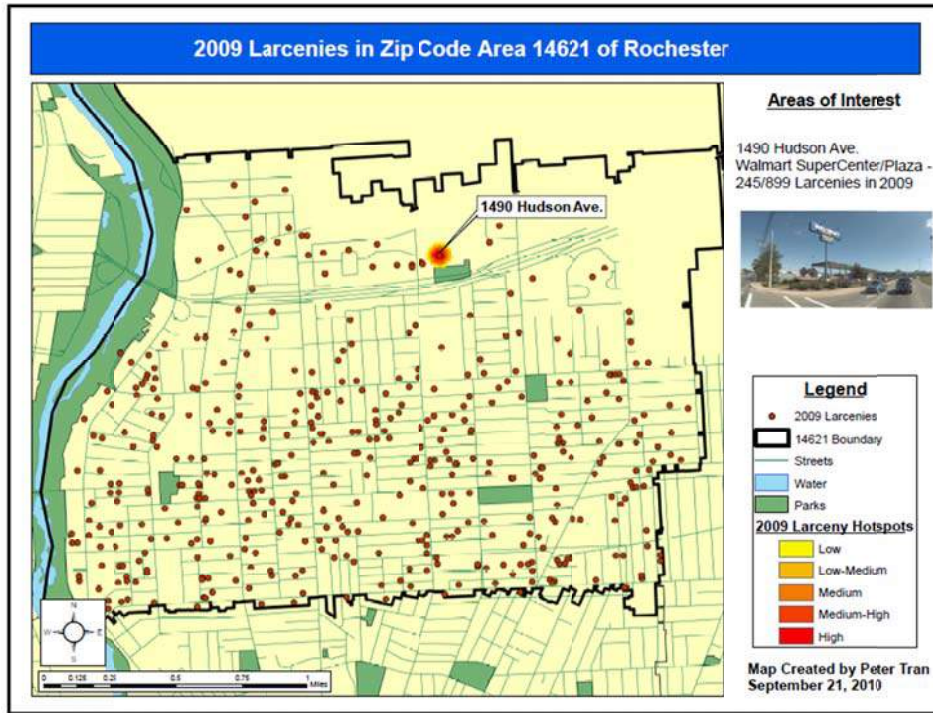 2009 Larcenies in Zip Code Area 14621 of Rochester
1490 Hudson Ave.
Areas of Interest
1490 Hudson Ave.
Walmart SuperCenter/Plaza -
245/899 Larcenies in 2009
Legend
2009 Larcenies
14621 Boundary
Streets
Water
Parks
2009 Larceny Hotspots
Low
Low-Medium
Medium
Medium-High
High
N
W E
S
0 0.125 0.25 0.5 0.75 1
Miles
Map Created by Peter Tran
September 21, 2010